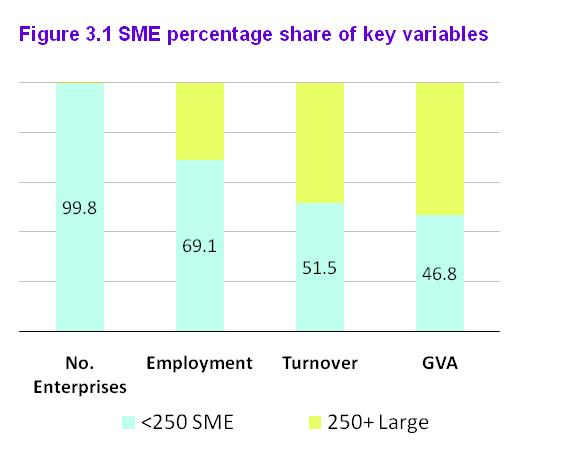 Figure 3.1 SME percentage share of key variables
99.8
69.1
51.5
46.8
No. Enterprises
Employment
Turnover
GVA
<250 SME
250+ Large